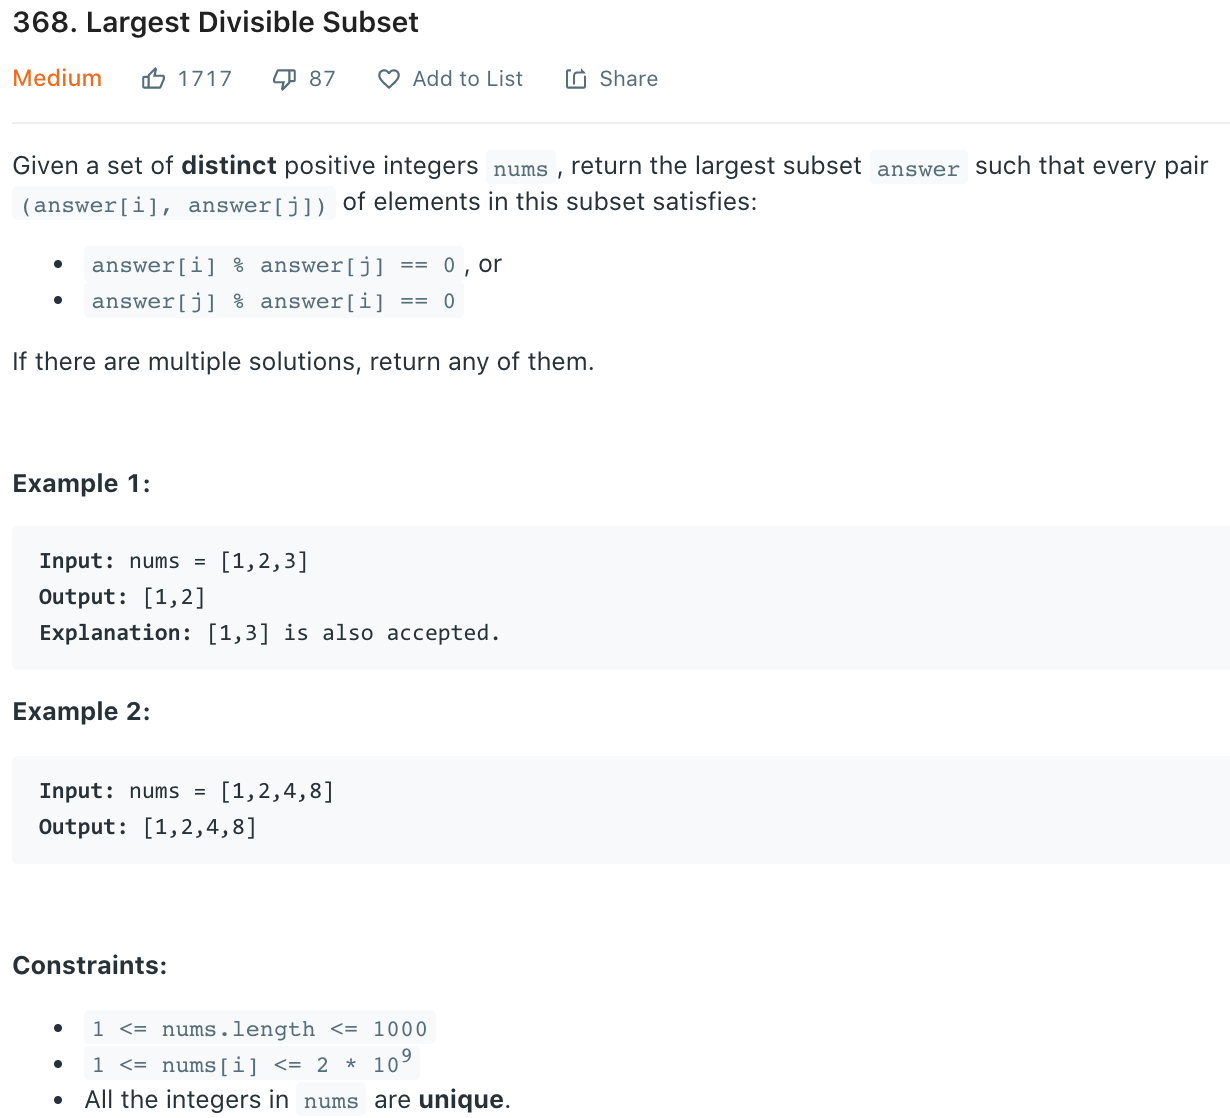 368. Largest Divisible Subset
Medium 1717 87 Add to List Share
Given a set of distinct positive integers nums , return the largest subset answer such that every pair
(answer[i], answer[j]) of elements in this subset satisfies:
• answer[i] % answer[j] == 0 , or
• answer[j] % answer[i] == 0
If there are multiple solutions, return any of them.
Example 1:
Input: nums = [1,2,3]
Output: [1,2]
Explanation: [1,3] is also accepted.
Example 2:
Input: nums = [1,2,4,8]
Output: [1,2,4,8]
Constraints:
• 1 <= nums.length <= 1000
• 1 <= nums[i] <= 2 * 10⁹
• All the integers in nums are unique.